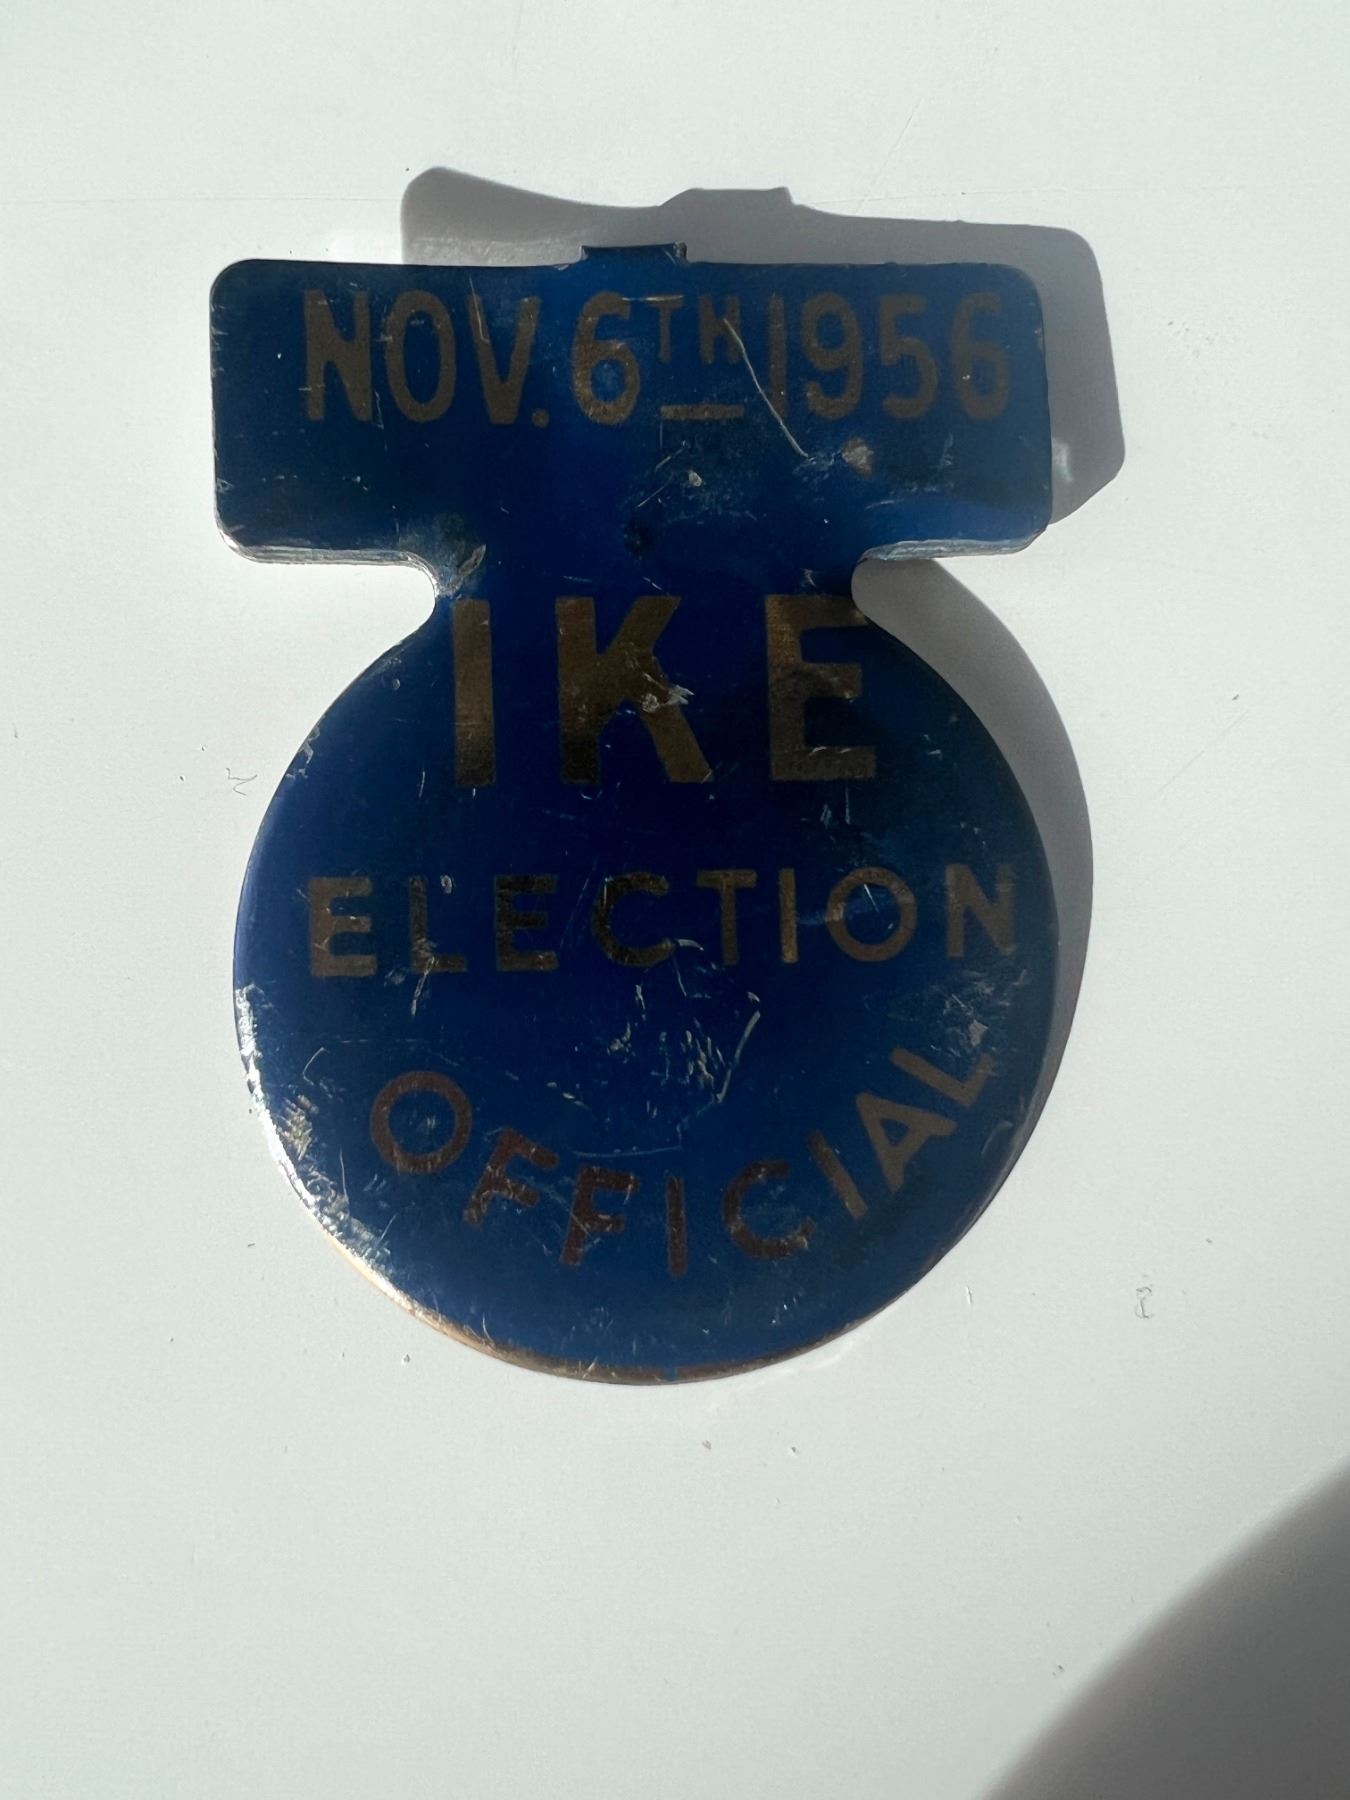 NOV. 6TH 1956
IKE
ELECTION
OFFICIAL